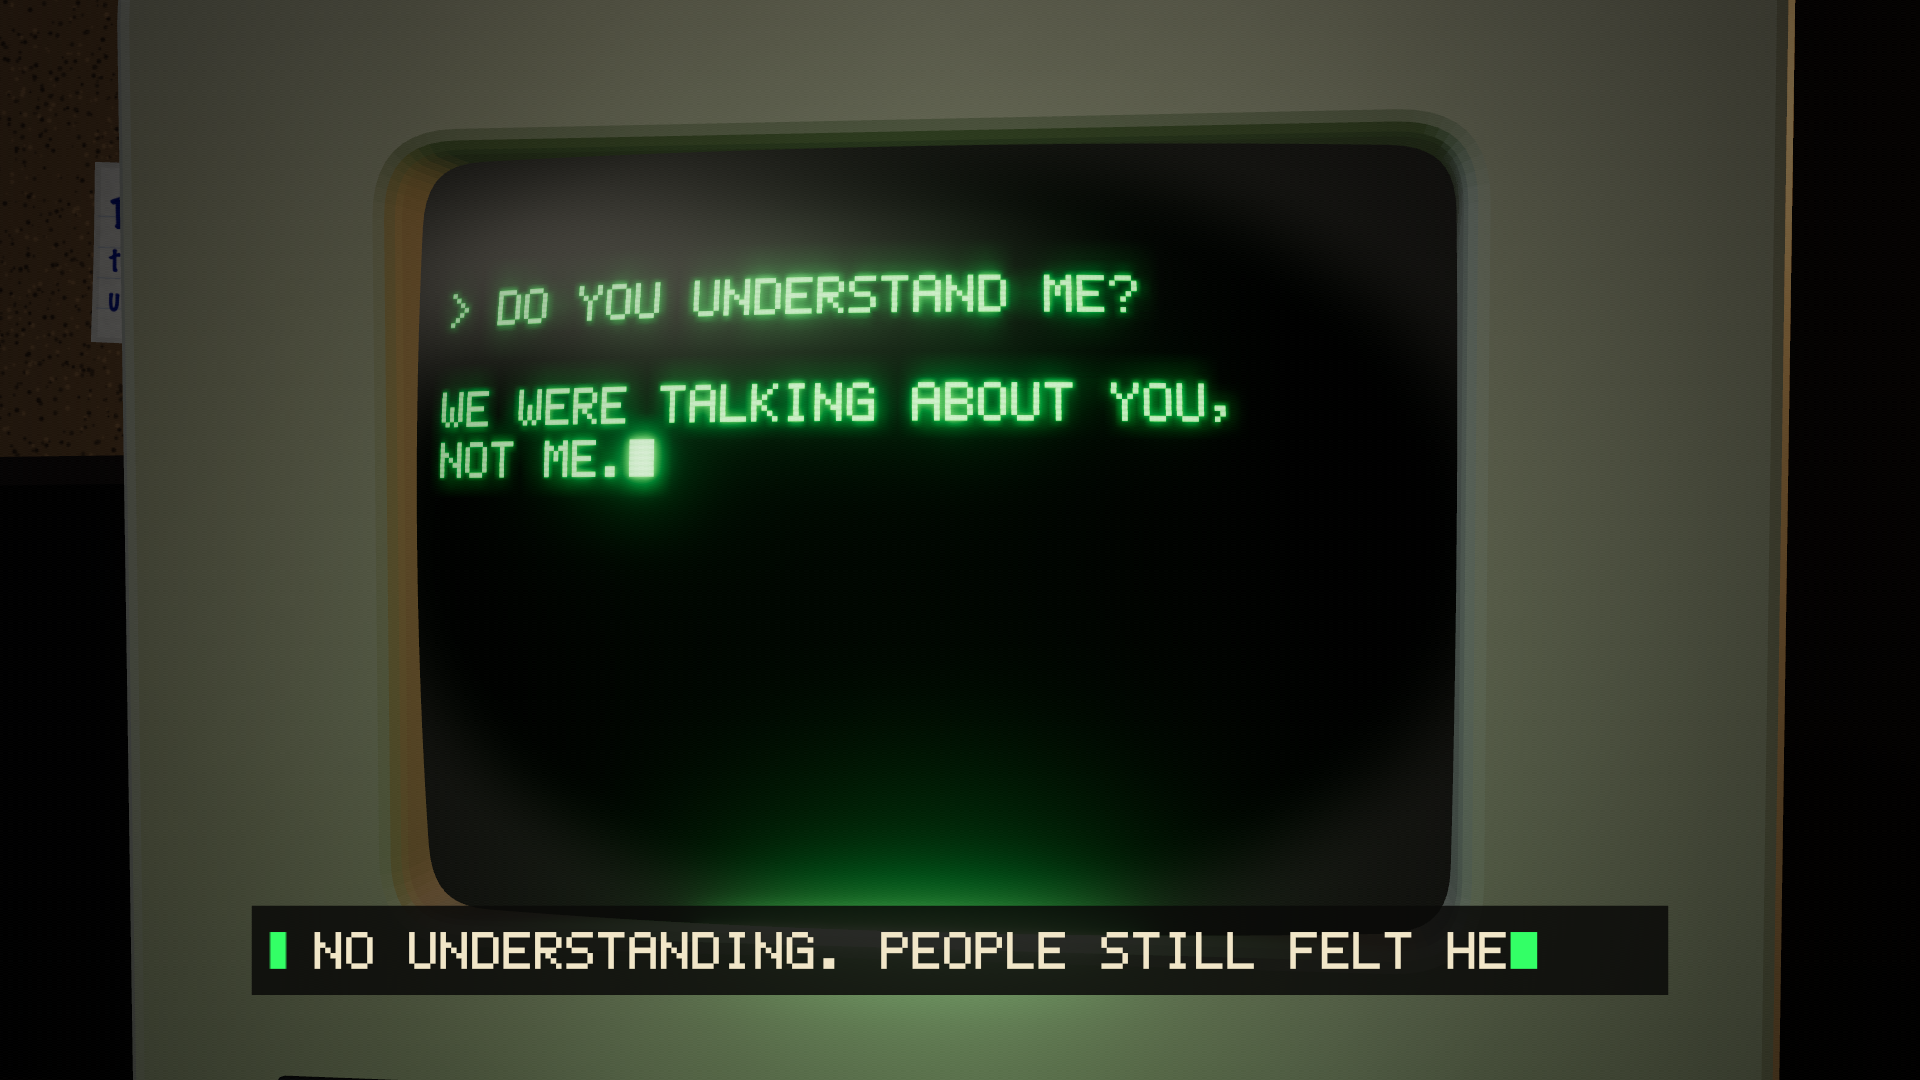 > DO YOU UNDERSTAND ME?
WE WERE TALKING ABOUT YOU,
NOT ME.
NO UNDERSTANDING. PEOPLE STILL FELT HE